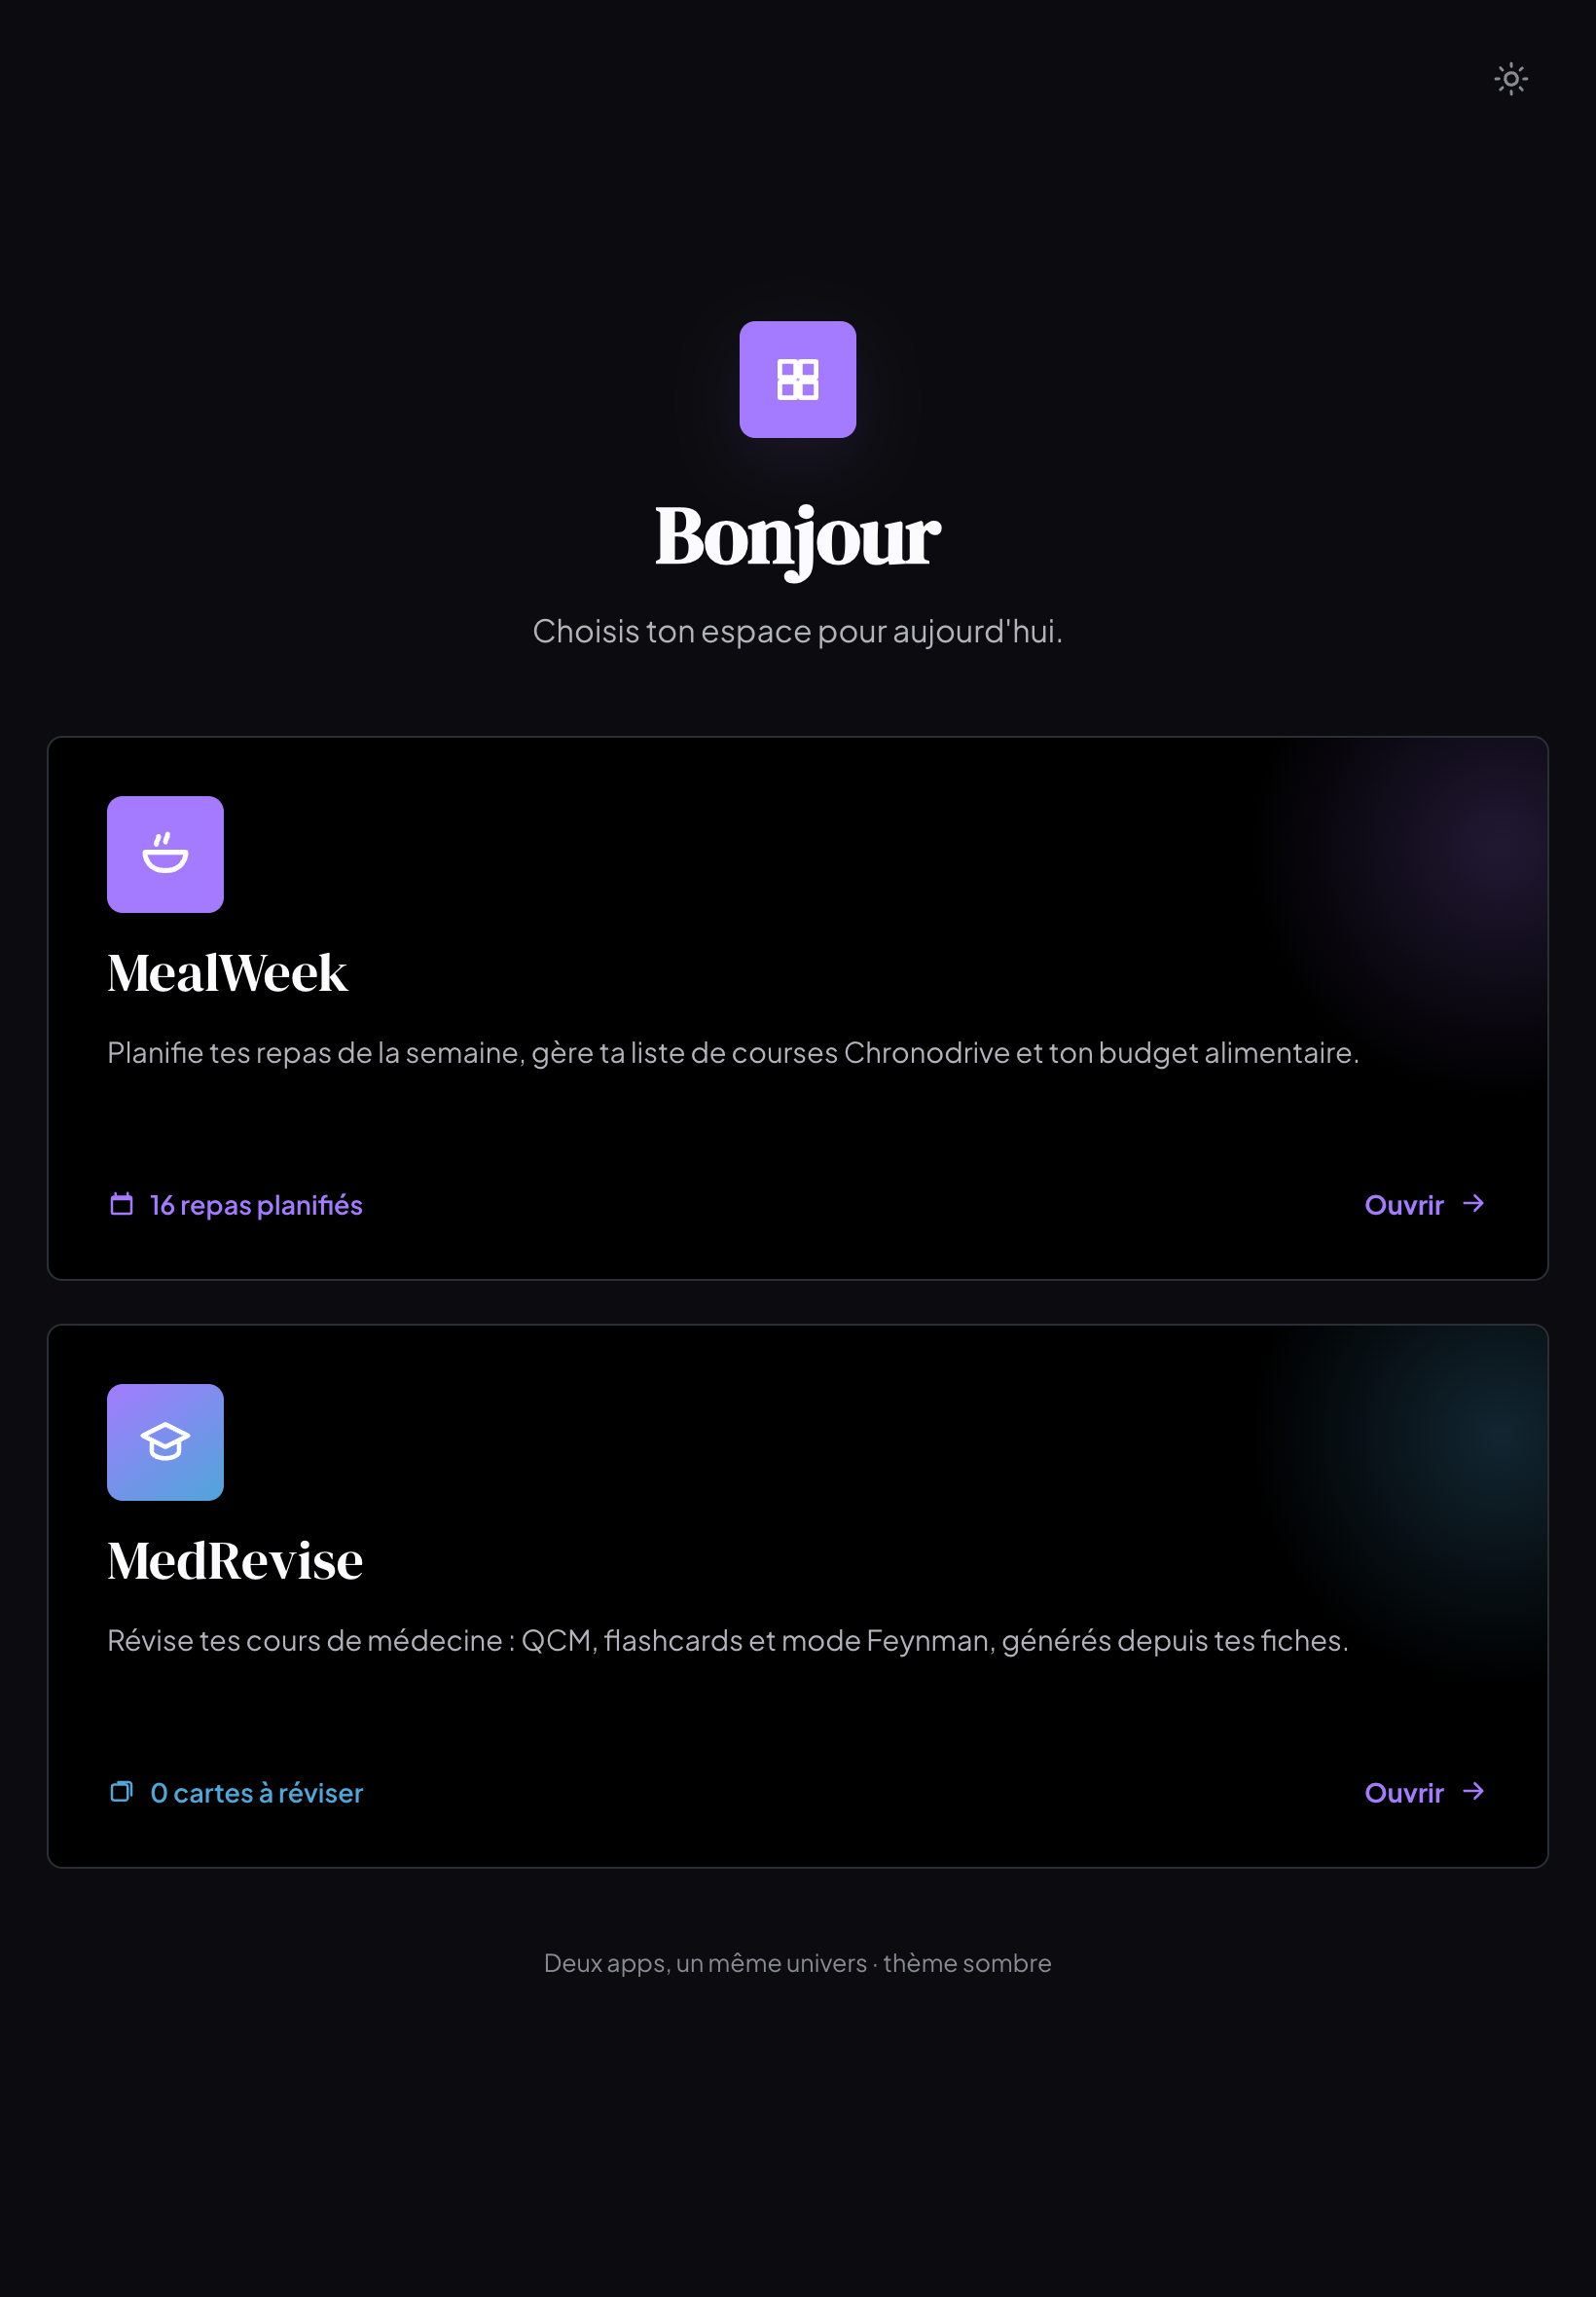 Bonjour
Choisis ton espace pour aujourd'hui.
MealWeek
Planifie tes repas de la semaine, gère ta liste de courses Chronodrive et ton budget alimentaire.
16 repas planifiés
Ouvrir
MedRevise
Révise tes cours de médecine : QCM, flashcards et mode Feynman, générés depuis tes fiches.
0 cartes à réviser
Ouvrir
Deux apps, un même univers · thème sombre